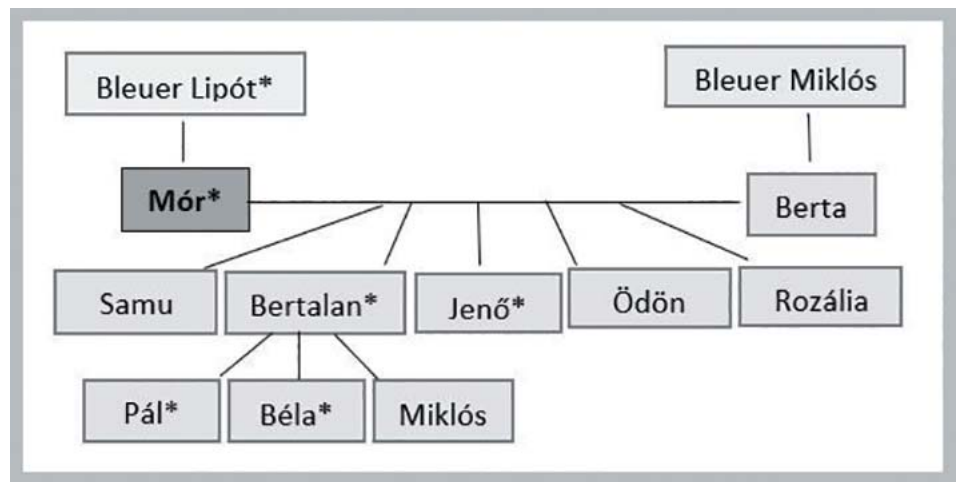 Bleuer Lipót*
Bleuer Miklós
Mór*
Berta
Samu
Bertalan*
Jenő*
Ödön
Rozália
Pál*
Béla*
Miklós